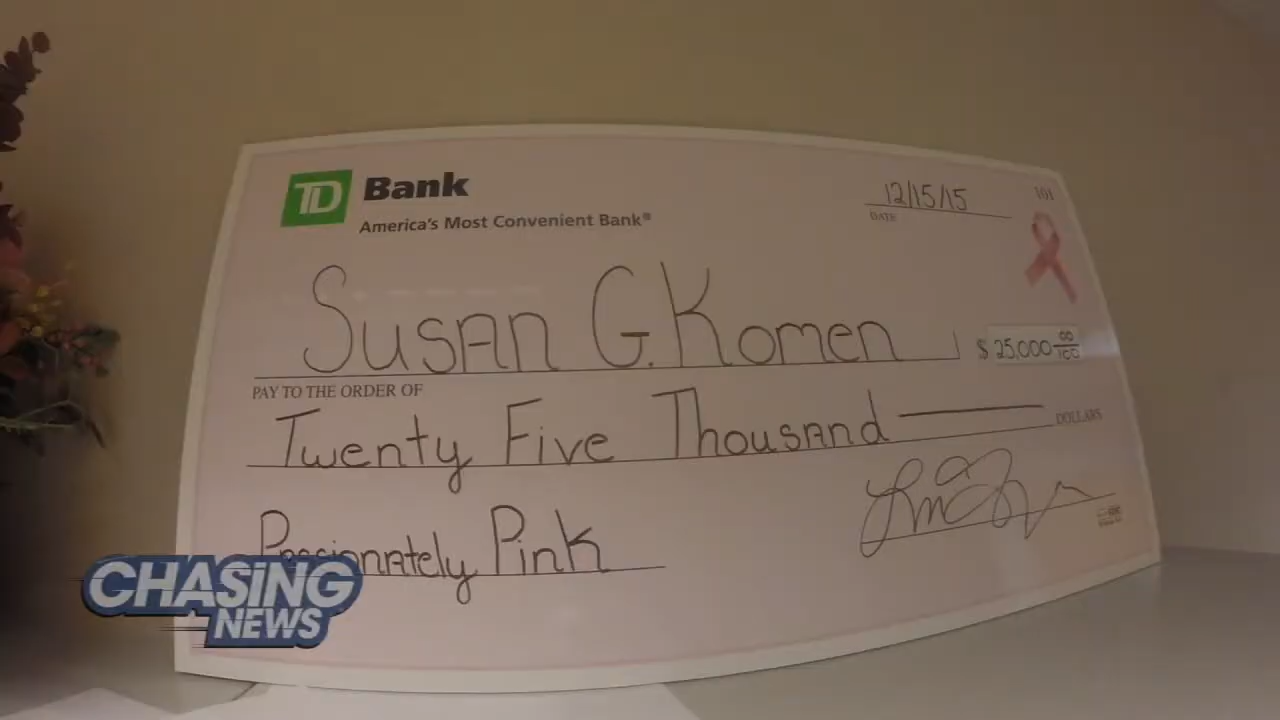 TD Bank
America's Most Convenient Bank®
12/15/15
DATE
101
Susan G. Komen
$ 25,000 00/100
PAY TO THE ORDER OF
Twenty Five Thousand
DOLLARS
Passionately Pink
CHASING
NEWS